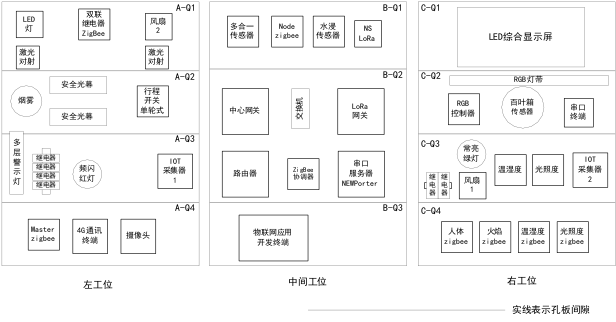 A-Q1
LED
灯
双联
继电器
ZigBee
风扇
2
激光
对射
激光
对射
A-Q2
烟雾
安全光幕
安全光幕
行程
开关
单轮式
A-Q3
多层警示灯
继电器
继电器
继电器
继电器
频闪
红灯
IOT
采集器
1
A-Q4
Master
zigbee
4G通讯
终端
摄像头
左工位
B-Q1
多合一
传感器
Node
zigbee
水浸
传感器
NS
LoRa
B-Q2
中心网关
交换机
LoRa
网关
路由器
ZigBee
协调器
串口
服务器
NEWPorter
B-Q3
物联网应用
开发终端
中间工位
C-Q1
LED综合显示屏
C-Q2
RGB灯带
RGB
控制器
百叶箱
传感器
串口
终端
C-Q3
常亮
绿灯
继电器
继电器
风扇
1
温湿度
光照度
IOT
采集器
2
C-Q4
人体
zigbee
火焰
zigbee
温湿度
zigbee
光照度
zigbee
右工位
实线表示孔板间隙